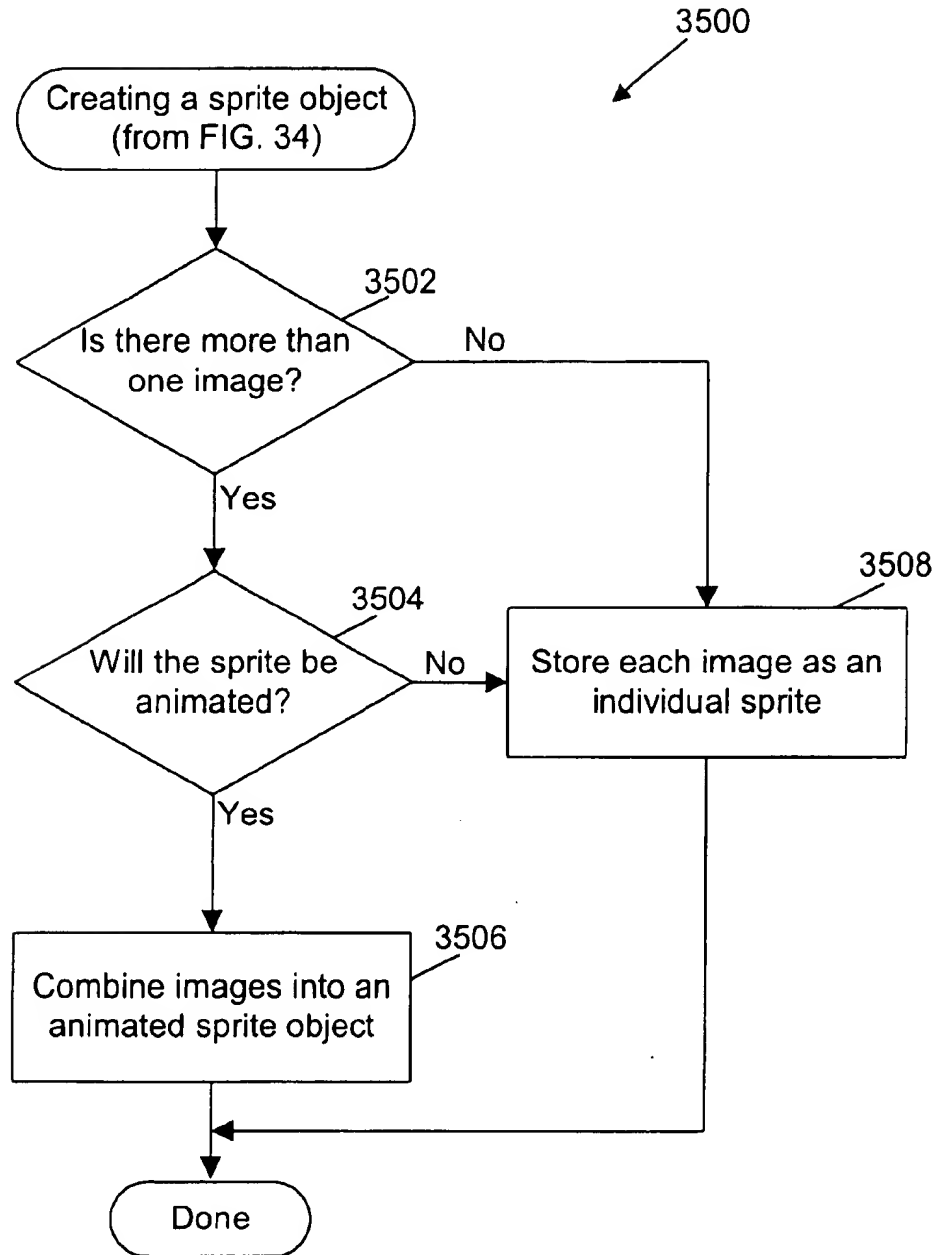 3500
Creating a sprite object
(from FIG. 34)
3502
Is there more than
one image?
No
Yes
3504
Will the sprite be
animated?
No
3508
Store each image as an
individual sprite
Yes
3506
Combine images into an
animated sprite object
Done